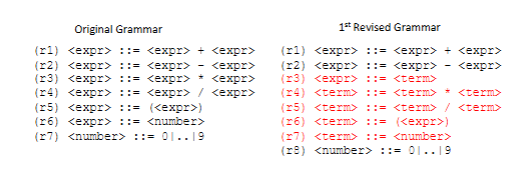 Original Grammar
(r1) <expr> ::= <expr> + <expr>
(r2) <expr> ::= <expr> - <expr>
(r3) <expr> ::= <expr> * <expr>
(r4) <expr> ::= <expr> / <expr>
(r5) <expr> ::= (<expr>)
(r6) <expr> ::= <number>
(r7) <number> ::= 0|..|9
1st Revised Grammar
(r1) <expr> ::= <expr> + <expr>
(r2) <expr> ::= <expr> - <expr>
(r3) <expr> ::= <term>
(r4) <term> ::= <term> * <term>
(r5) <term> ::= <term> / <term>
(r6) <term> ::= (<expr>)
(r7) <term> ::= <number>
(r8) <number> ::= 0|..|9